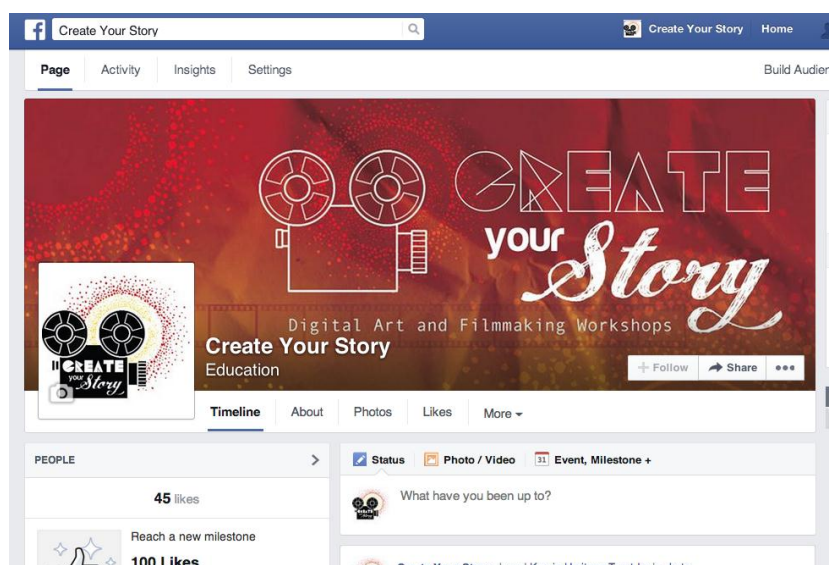 f Create Your Story
Create Your Story Home
Page Activity Insights Settings
Build Audien
CREATE
your
Story
Digital Art and Filmmaking Workshops
CREATE
your
Story
Create Your Story
Education
Follow Share
Timeline About Photos Likes More
PEOPLE
45 likes
Reach a new milestone
100 Likes
Status Photo / Video 31 Event, Milestone +
What have you been up to?